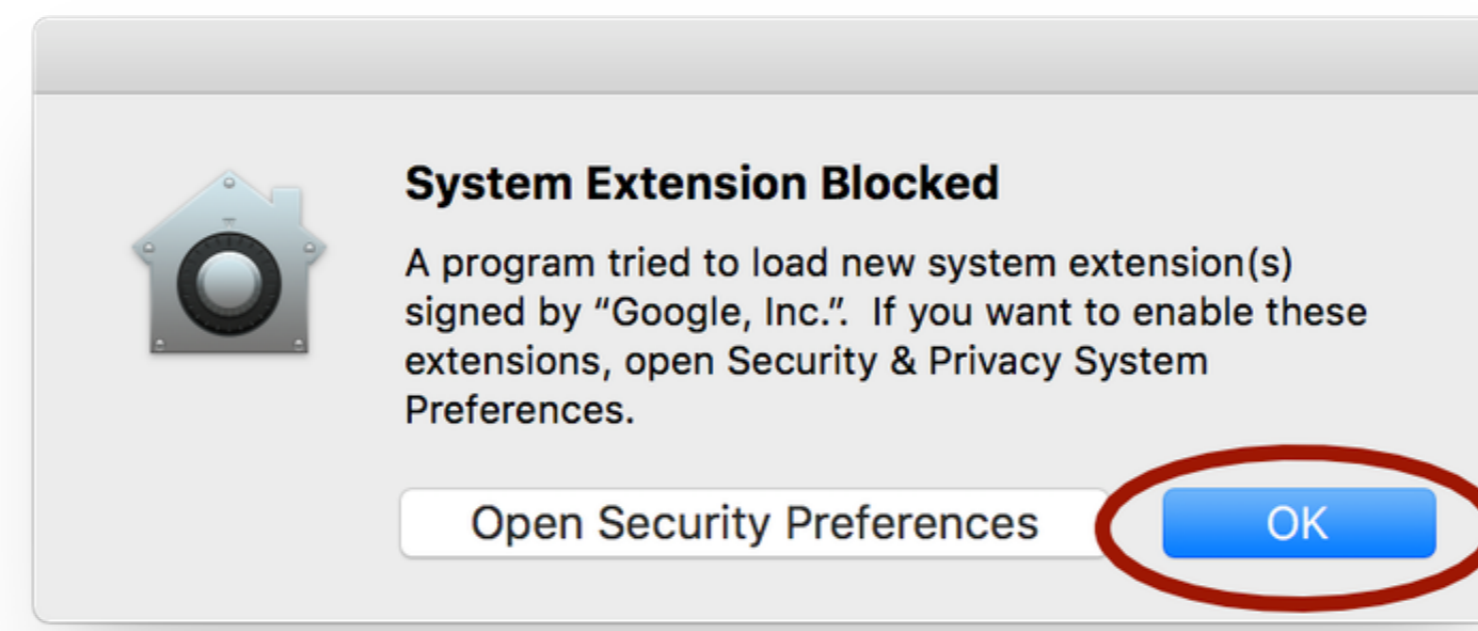 System Extension Blocked
A program tried to load new system extension(s)
signed by “Google, Inc.”.  If you want to enable these
extensions, open Security & Privacy System
Preferences.
Open Security Preferences
OK